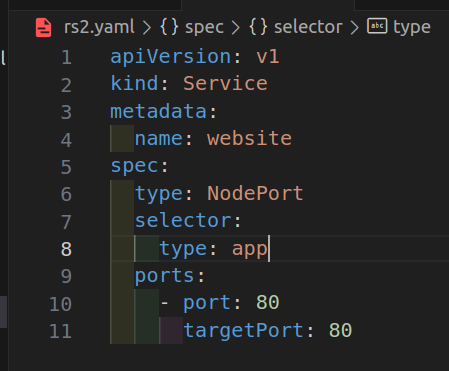 l
rs2.yaml > {} spec > {} selector > abc type
1 apiVersion: v1
2 kind: Service
3 metadata:
4   name: website
5 spec:
6   type: NodePort
7   selector:
8     type: app
9   ports:
10     - port: 80
11       targetPort: 80